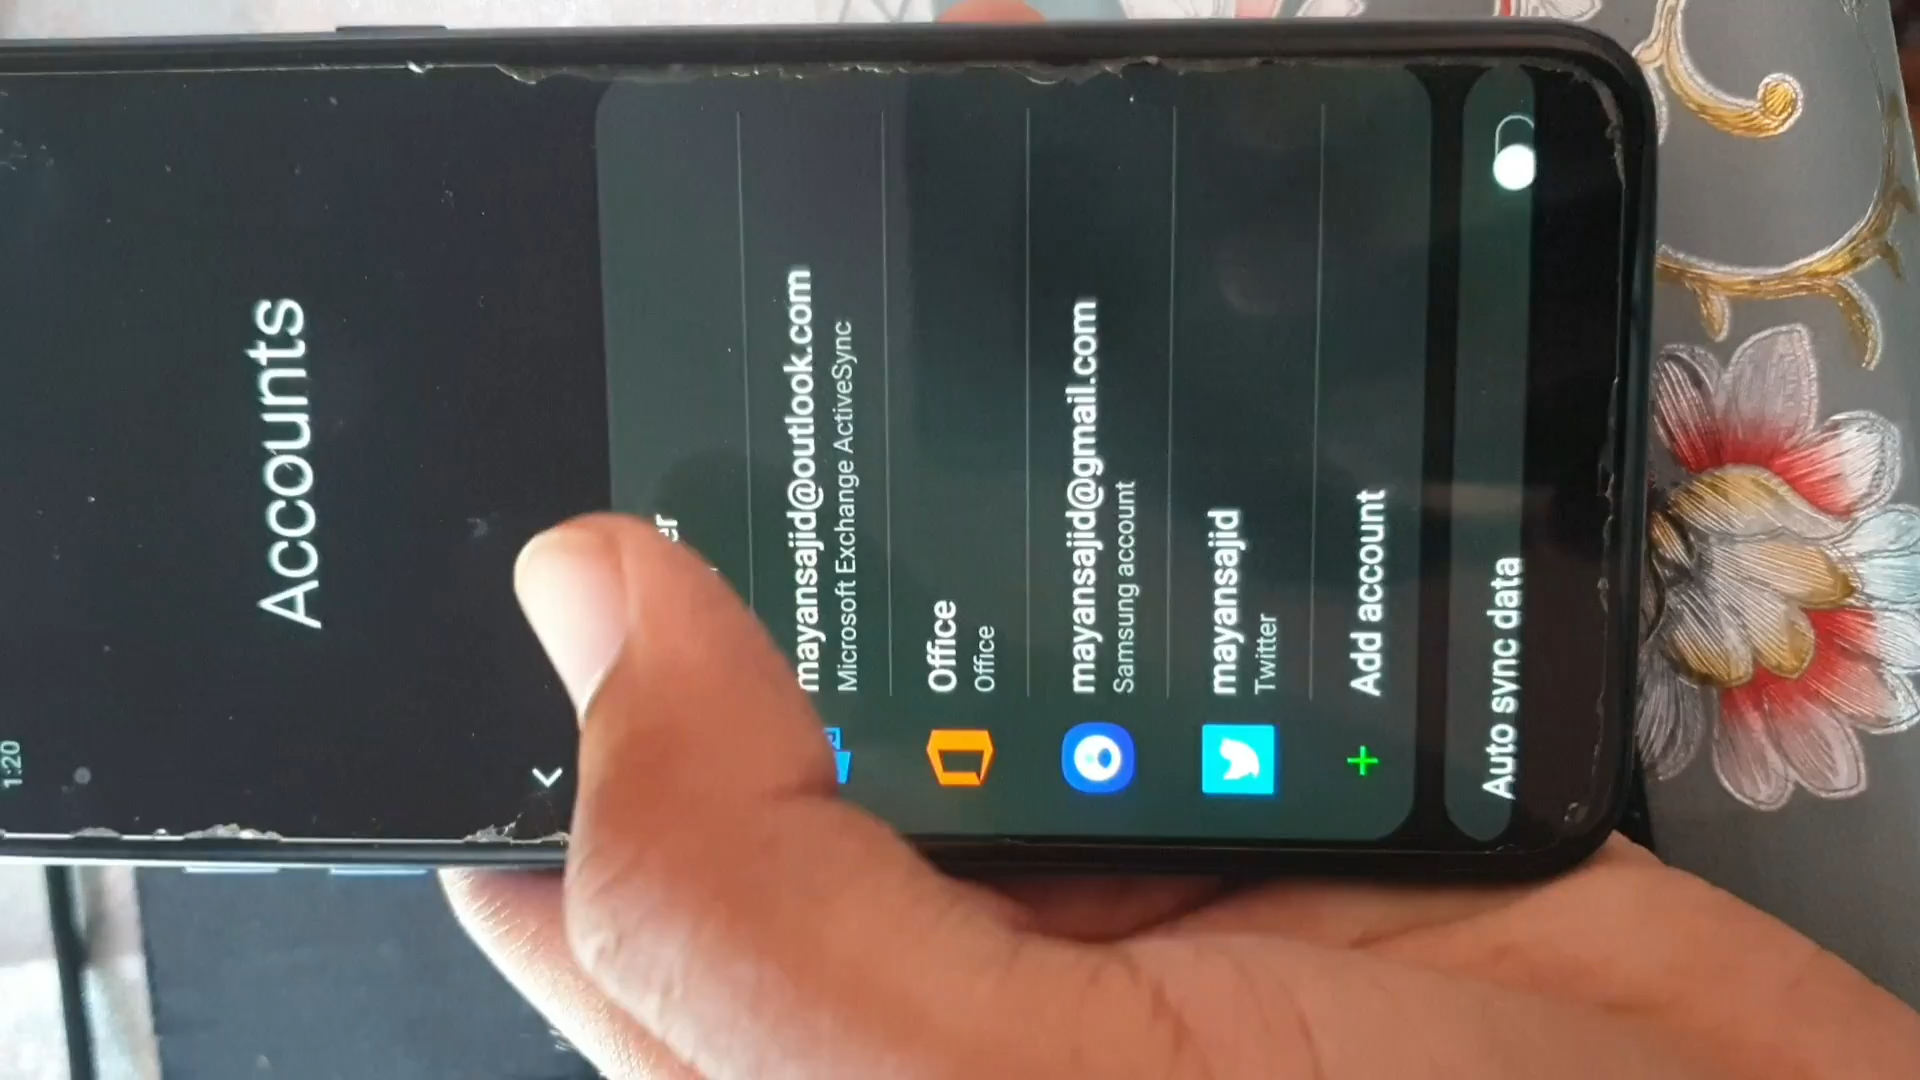 1:20
Accounts
er
mayansajid@outlook.com
Microsoft Exchange ActiveSync
Office
Office
mayansajid@gmail.com
Samsung account
mayansajid
Twitter
Add account
Auto sync data